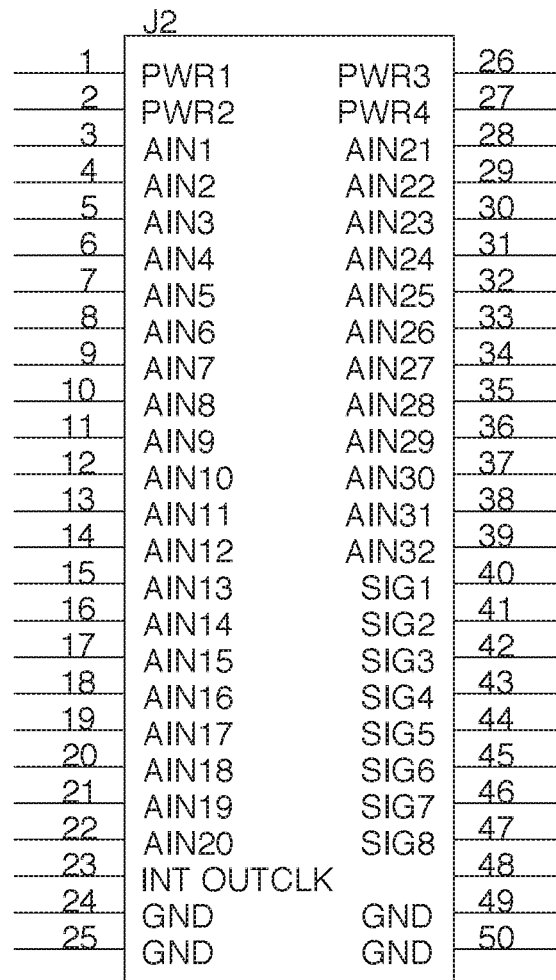 J2
1 PWR1 PWR3 26
2 PWR2 PWR4 27
3 AIN1 AIN21 28
4 AIN2 AIN22 29
5 AIN3 AIN23 30
6 AIN4 AIN24 31
7 AIN5 AIN25 32
8 AIN6 AIN26 33
9 AIN7 AIN27 34
10 AIN8 AIN28 35
11 AIN9 AIN29 36
12 AIN10 AIN30 37
13 AIN11 AIN31 38
14 AIN12 AIN32 39
15 AIN13 SIG1 40
16 AIN14 SIG2 41
17 AIN15 SIG3 42
18 AIN16 SIG4 43
19 AIN17 SIG5 44
20 AIN18 SIG6 45
21 AIN19 SIG7 46
22 AIN20 SIG8 47
23 INT OUTCLK 48
24 GND GND 49
25 GND GND 50